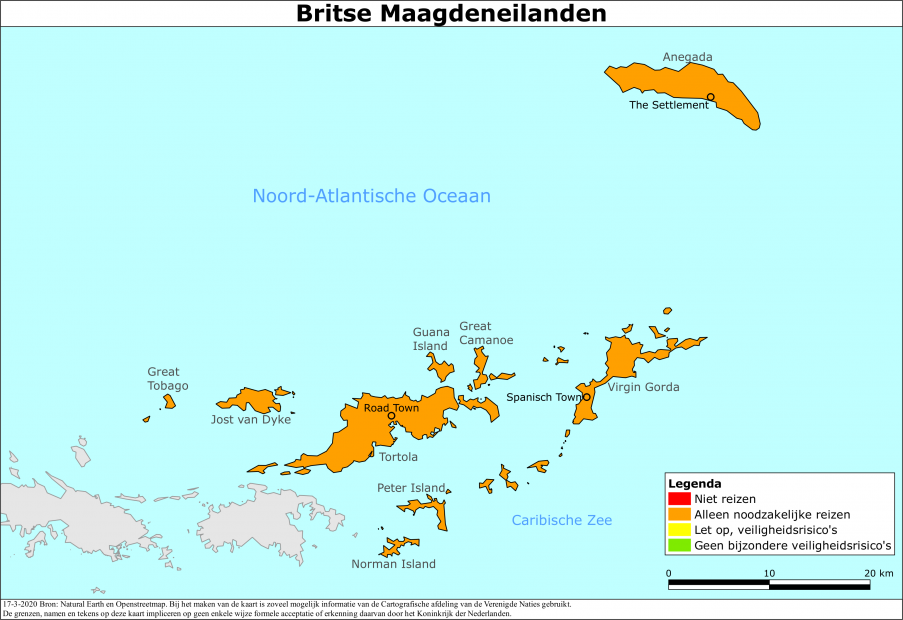 Britse Maagdeneilanden
Anegada
The Settlement
Noord-Atlantische Oceaan
Guana
Island
Great
Camanoe
Great
Tobago
Jost van Dyke
Road Town
Spanisch Town
Virgin Gorda
Tortola
Peter Island
Caribische Zee
Norman Island
Legenda
Niet reizen
Alleen noodzakelijke reizen
Let op, veiligheidsrisico's
Geen bijzondere veiligheidsrisico's
0 10 20 km
17-3-2020 Bron: Natural Earth en Openstreetmap. Bij het maken van de kaart is zoveel mogelijk informatie van de Cartografische afdeling van de Verenigde Naties gebruikt.
De grenzen, namen en tekens op deze kaart impliceren op geen enkele wijze formele acceptatie of erkenning daarvan door het Koninkrijk der Nederlanden.